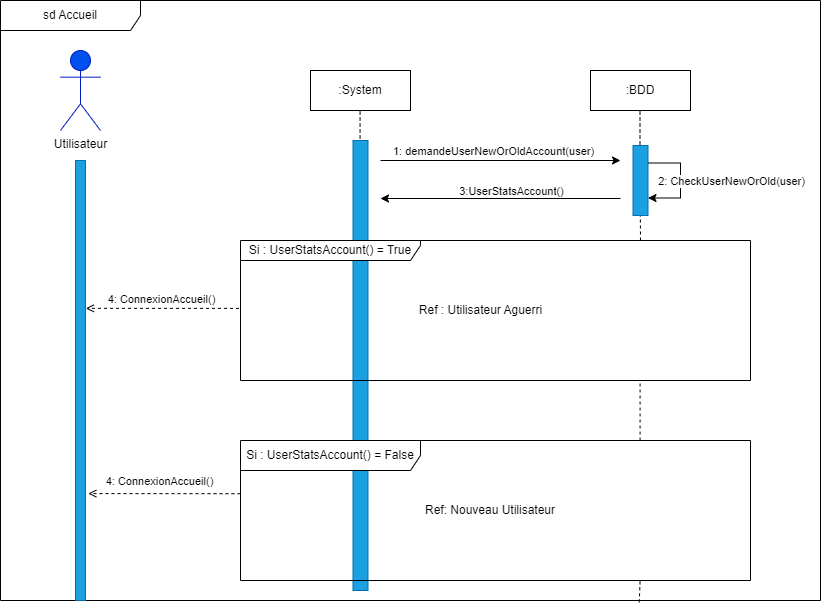 sd Accueil
Utilisateur
:System
:BDD
1: demandeUserNewOrOldAccount(user)
2: CheckUserNewOrOld(user)
3:UserStatsAccount()
Si : UserStatsAccount() = True
4: ConnexionAccueil()
Ref : Utilisateur Aguerri
Si : UserStatsAccount() = False
4: ConnexionAccueil()
Ref: Nouveau Utilisateur